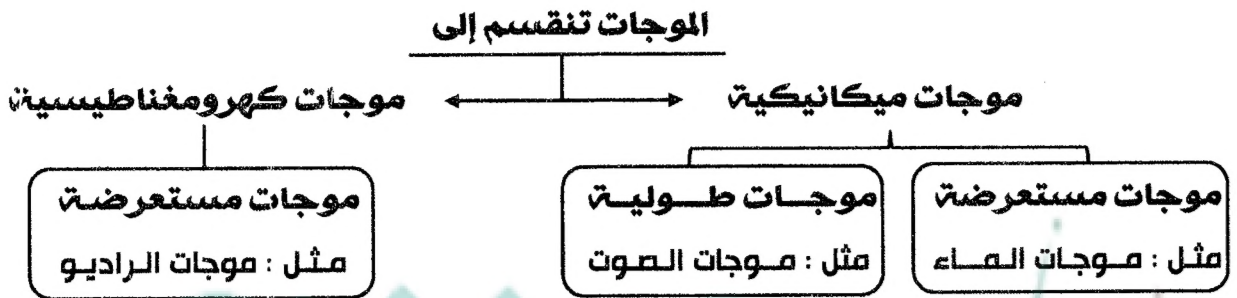 الموجات تنقسم إلى
موجات ميكانيكية
موجات كهرومغناطيسية
موجات مستعرضة
مثل : موجات الماء
موجات طولية
مثل : موجات الصوت
موجات مستعرضة
مثل : موجات الراديو